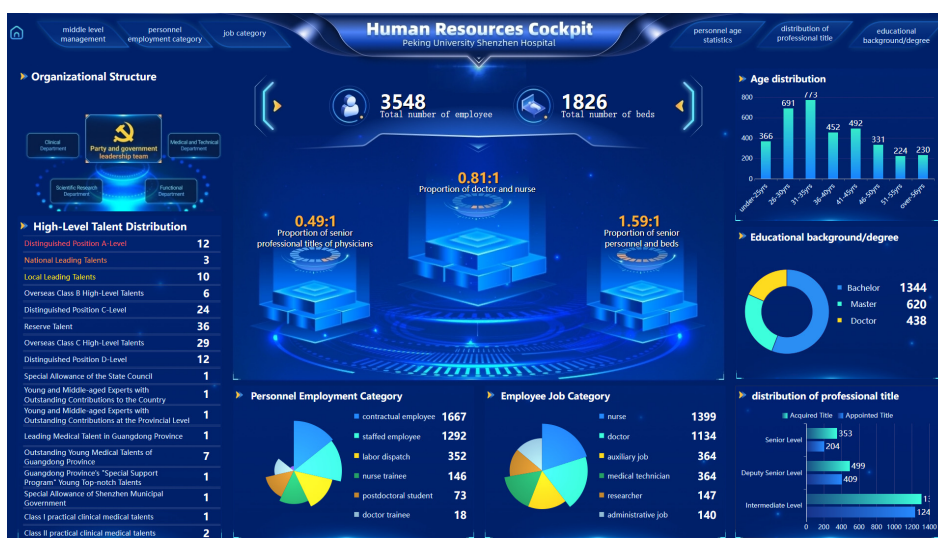 Human Resources Cockpit
Peking University Shenzhen Hospital
middle level
management
personnel
employment category
job category
personnel age
statistics
distribution of
professional title
educational
background/degree
Organizational Structure
Clinical
Department
Party and government
leadership team
Medical and Technical
Department
Scientific Research
Department
Functional
Department
High-Level Talent Distribution
Distinguished Position A-Level 12
National Leading Talents 3
Local Leading Talents 10
Overseas Class B High-Level Talents 6
Distinguished Position C-Level 24
Reserve Talent 36
Overseas Class C High-Level Talents 29
Distinguished Position D-Level 12
Special Allowance of the State Council 1
Young and Middle-aged Experts with
Outstanding Contributions to the Country 1
Young and Middle-aged Experts with
Outstanding Contributions at the Provincial Level 1
Leading Medical Talent in Guangdong Province 1
Outstanding Young Medical Talents of
Guangdong Province 7
Guangdong Province's "Special Support
Program" Young Top-notch Talents 1
Special Allowance of Shenzhen Municipal
Government 1
Class I practical clinical medical talents 1
Class II practical clinical medical talents 2
3548
Total number of employee
1826
Total number of beds
0.81:1
Proportion of doctor and nurse
0.49:1
Proportion of senior
professional titles of physicians
1.59:1
Proportion of senior
personnel and beds
Personnel Employment Category
contractual employee 1667
staffed employee 1292
labor dispatch 352
nurse trainee 146
postdoctoral student 73
doctor trainee 18
Employee Job Category
nurse 1399
doctor 1134
auxiliary job 364
medical technician 364
researcher 147
administrative job 140
Age distribution
800
600
400
200
0
366
691
773
452
492
331
224
230
under-25yrs
26-30yrs
31-35yrs
36-40yrs
41-45yrs
46-50yrs
51-55yrs
over-56yrs
Educational background/degree
Bachelor 1344
Master 620
Doctor 438
distribution of professional title
Acquired Title Appointed Title
Senior Level 353
204
Deputy Senior Level 499
409
Intermediate Level
124
0 200 400 600 800 1000 1200 1400